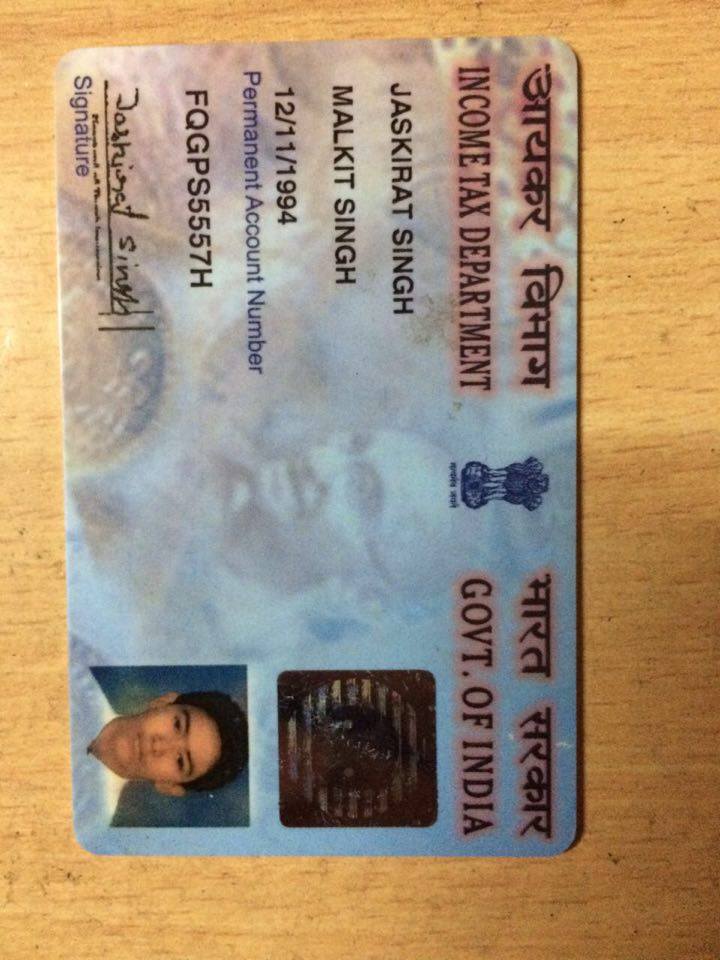 आयकर विभाग
INCOME TAX DEPARTMENT
भारत सरकार
GOVT. OF INDIA
सत्यमेव जयते
JASKIRAT SINGH
MALKIT SINGH
12/11/1994
Permanent Account Number
FQGPS5557H
Jaskirat Singh
Signature